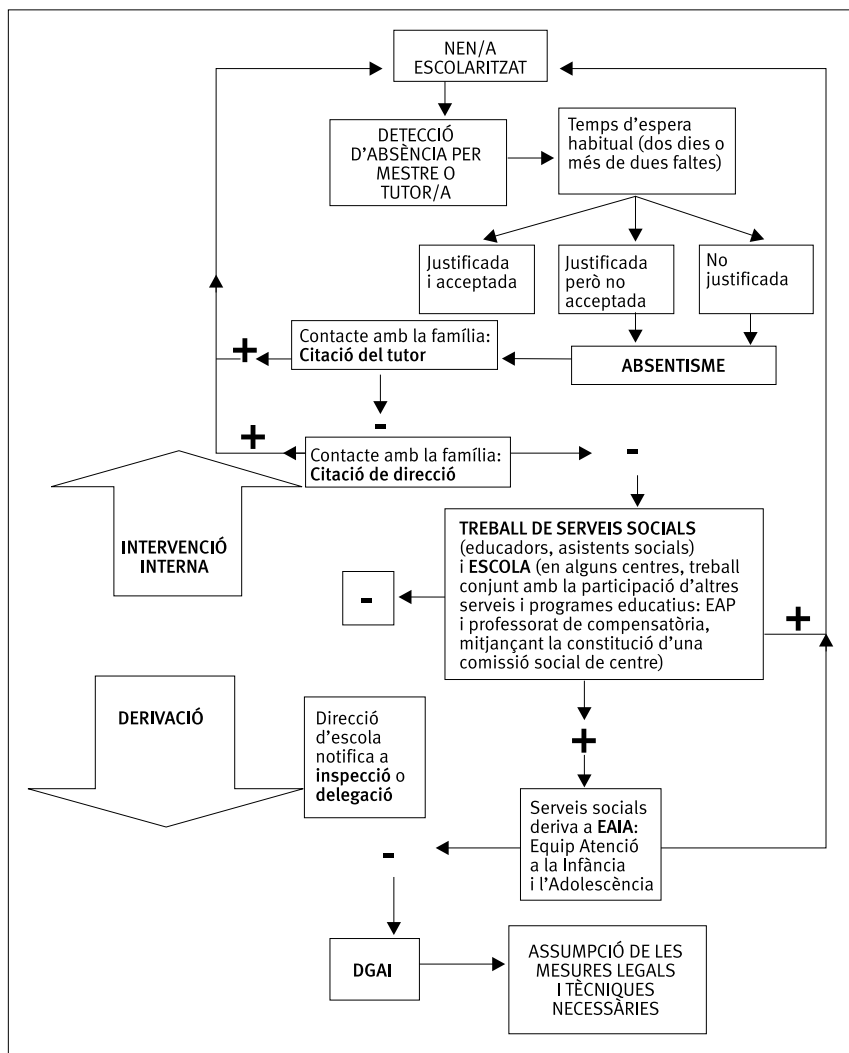 NEN/A
ESCOLARITZAT
DETECCIÓ
D'ABSÈNCIA PER
MESTRE O
TUTOR/A
Temps d'espera
habitual (dos dies o
més de dues faltes)
Justificada
i acceptada
Justificada
però no
acceptada
No
justificada
+
Contacte amb la família:
Citació del tutor
ABSENTISME
-
+
Contacte amb la família:
Citació de direcció
-
INTERVENCIÓ
INTERNA
TREBALL DE SERVEIS SOCIALS
(educadors, asistents socials)
i ESCOLA (en alguns centres, treball
conjunt amb la participació d'altres
serveis i programes educatius: EAP
i professorat de compensatòria,
mitjançant la constitució d'una
comissió social de centre)
-
+
DERIVACIÓ
Direcció
d'escola
notifica a
inspecció o
delegació
+
Serveis socials
deriva a EAIA:
Equip Atenció
a la Infància
i l'Adolescència
-
DGAI
ASSUMPCIÓ DE LES
MESURES LEGALS
I TÈCNIQUES
NECESSÀRIES